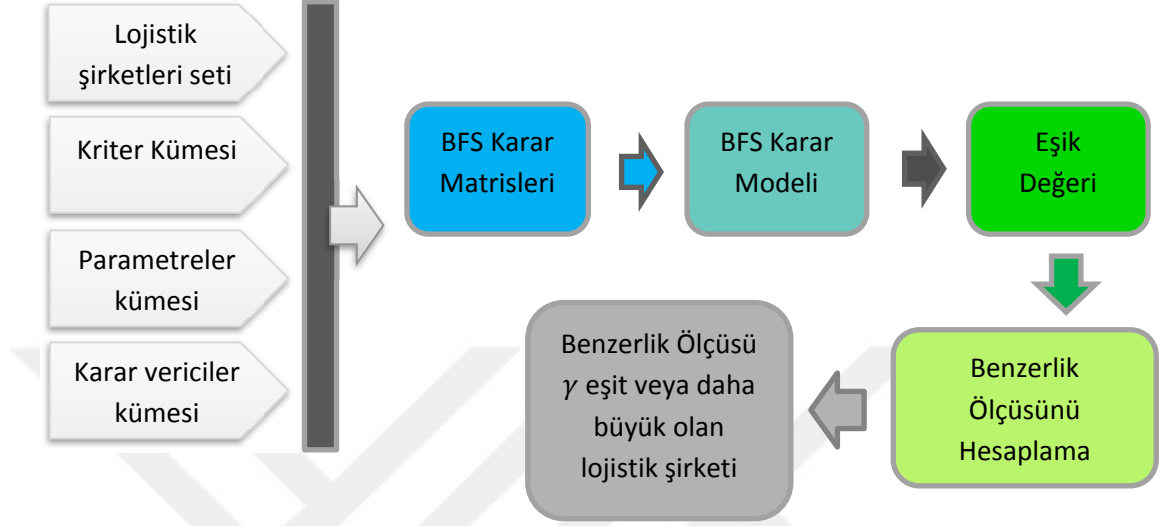 Lojistik
şirketleri seti
Kriter Kümesi
Parametreler
kümesi
Karar vericiler
kümesi
BFS Karar
Matrisleri
BFS Karar
Modeli
Eşik
Değeri
Benzerlik
Ölçüsünü
Hesaplama
Benzerlik Ölçüsü
γ eşit veya daha
büyük olan
lojistik şirketi